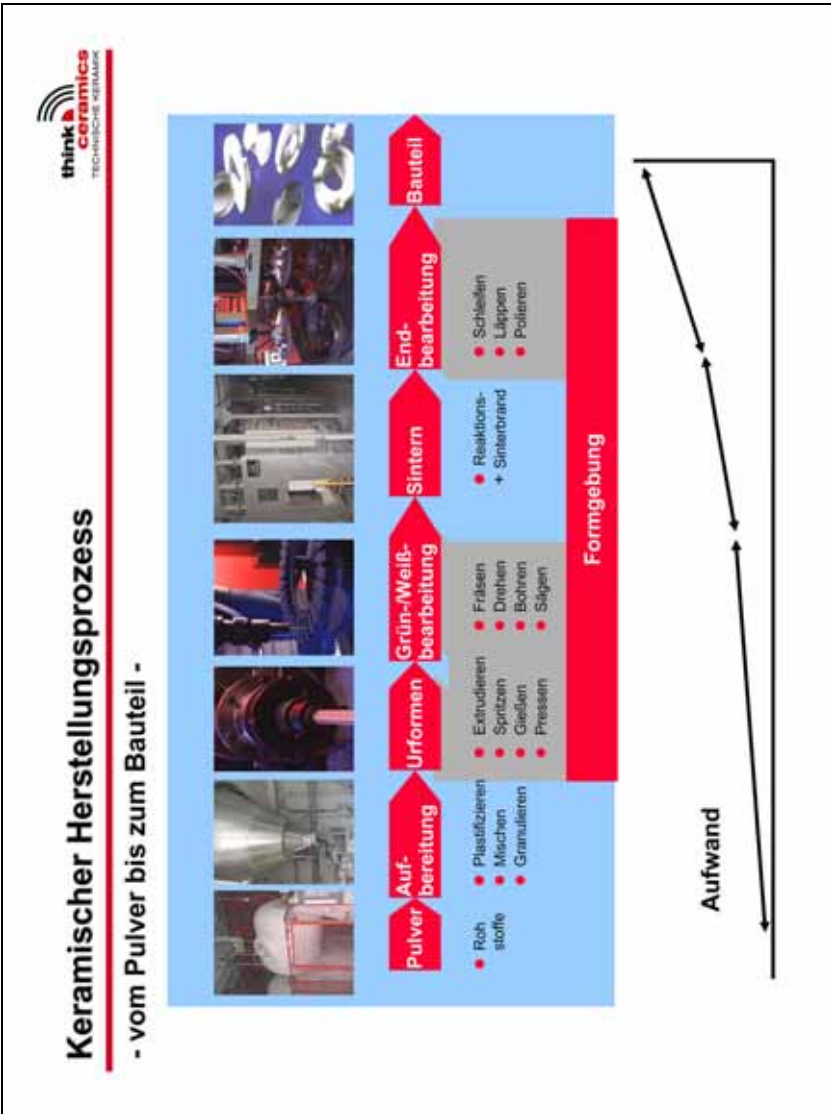 Keramischer Herstellungsprozess
- vom Pulver bis zum Bauteil -
think
ceramics
TECHNISCHE KERAMIK
Pulver
Auf-
bereitung
Urformen
Grün-/Weiß-
bearbeitung
Sintern
End-
bearbeitung
Bauteil
Roh
stoffe
Plastifizieren
Mischen
Granulieren
Extrudieren
Spritzen
Gießen
Pressen
Fräsen
Drehen
Bohren
Sägen
Reaktions-
+ Sinterbrand
Schleifen
Läppen
Polieren
Formgebung
Aufwand